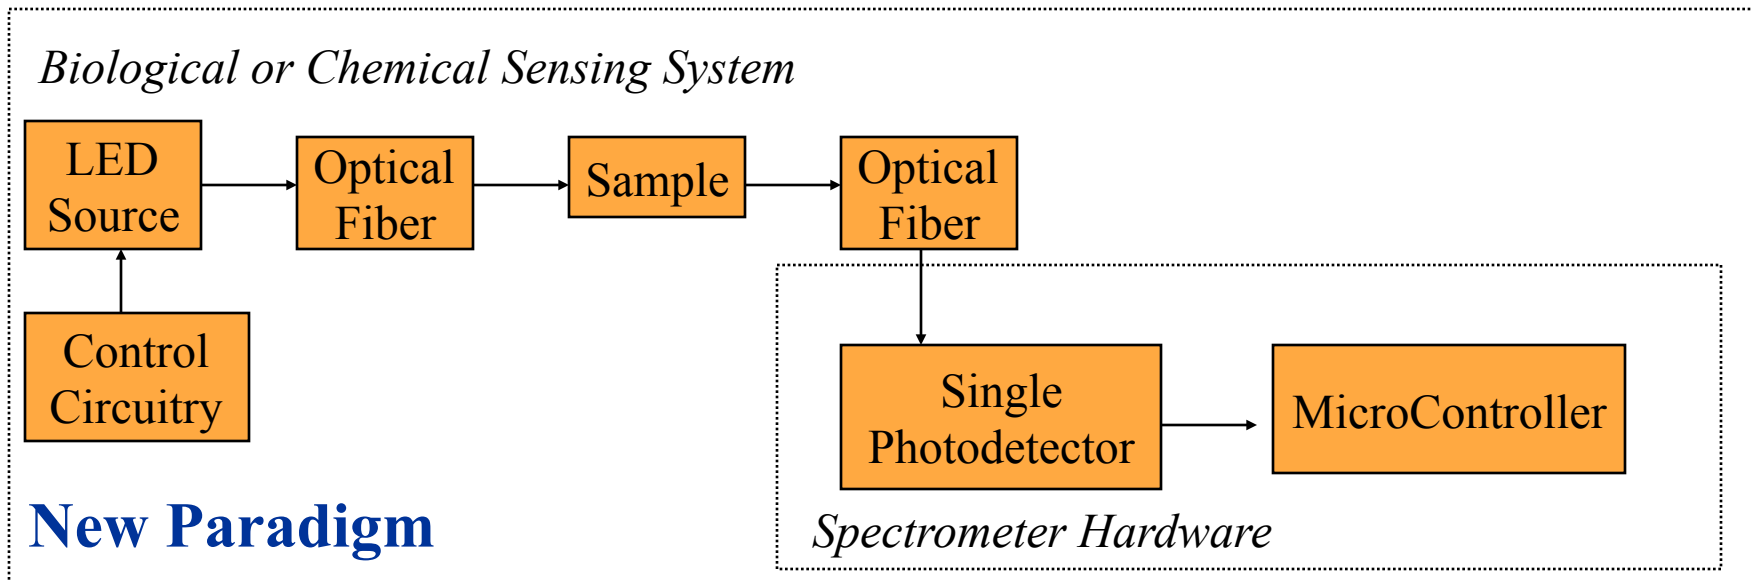 Biological or Chemical Sensing System
LED
Source
Optical
Fiber
Sample
Optical
Fiber
Control
Circuitry
Single
Photodetector
MicroController
New Paradigm
Spectrometer Hardware